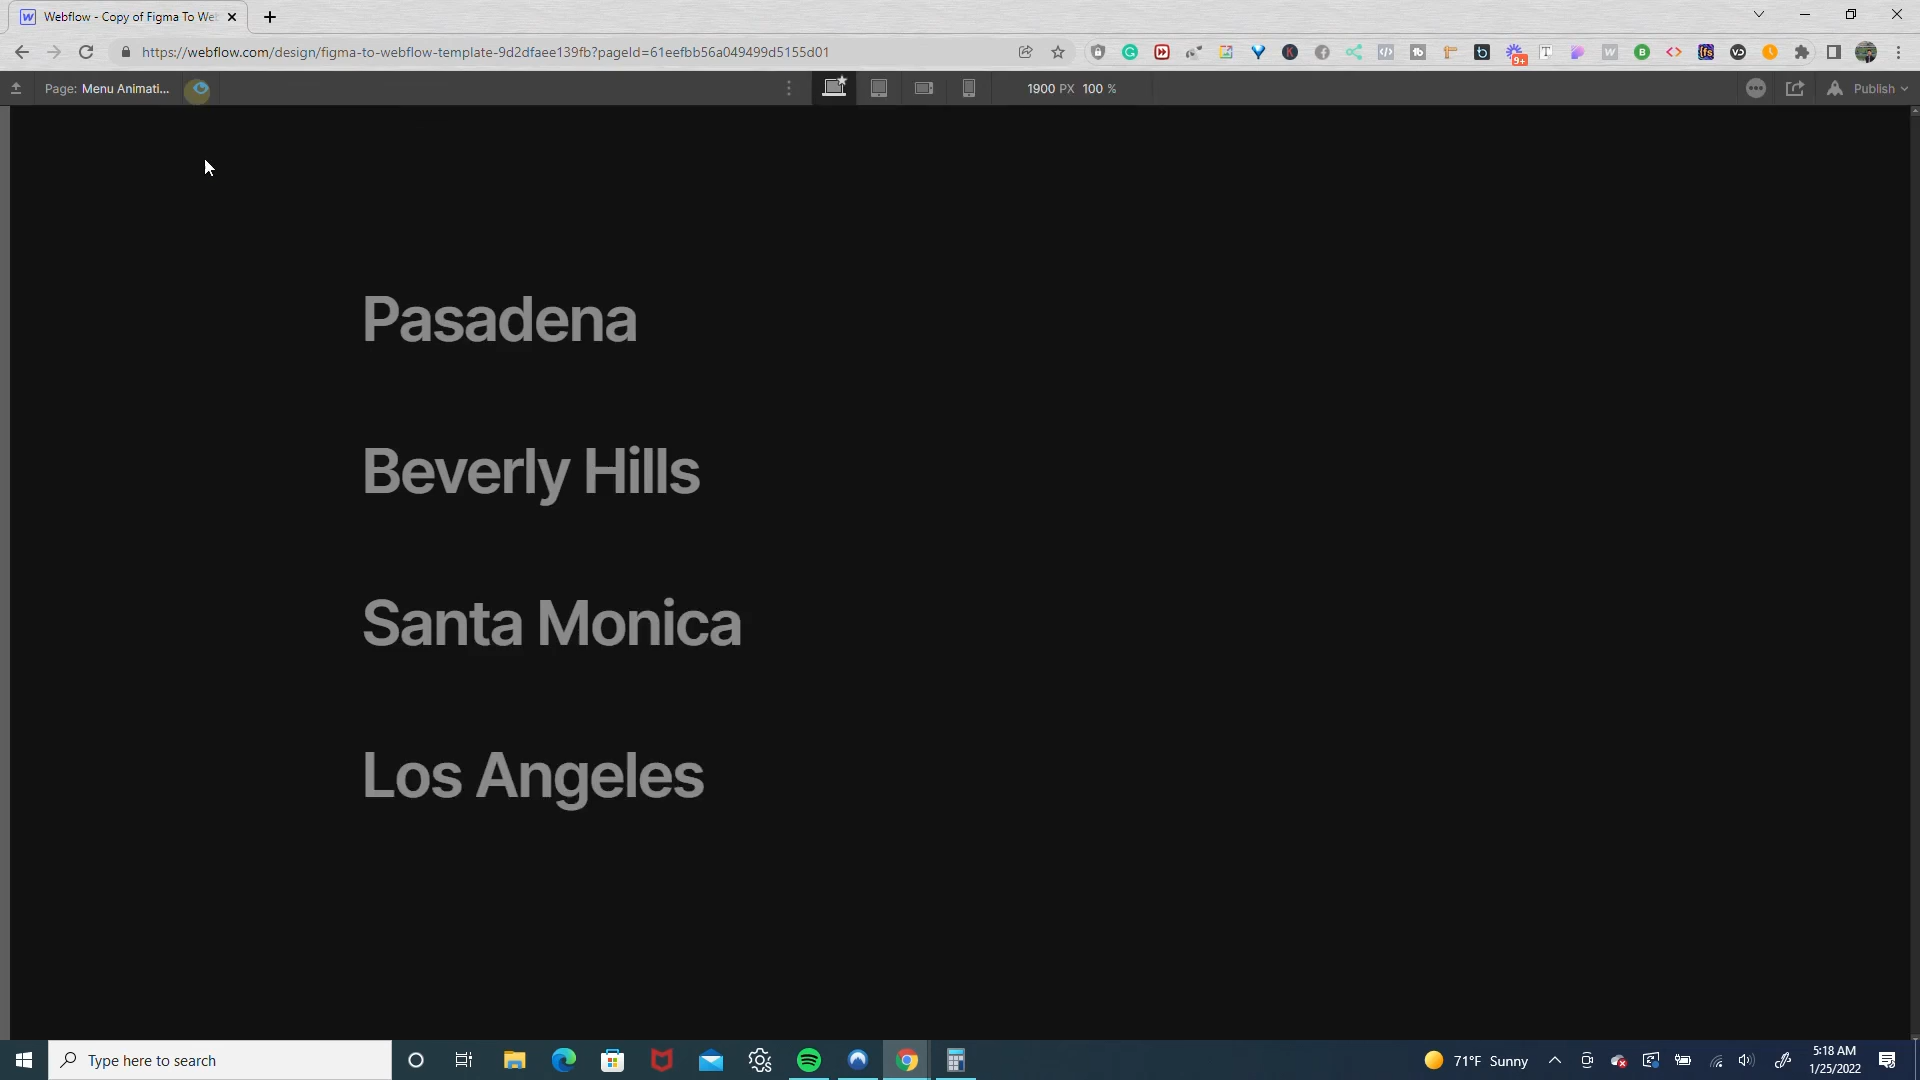 Webflow - Copy of Figma To We
https://webflow.com/design/figma-to-webflow-template-9d2dfaee139fb?pageId=61eefbb56a049499d5155d01
9+
Page: Menu Animati...
1900 PX 100 %
Publish
Pasadena
Beverly Hills
Santa Monica
Los Angeles
Type here to search
71°F Sunny
5:18 AM
1/25/2022